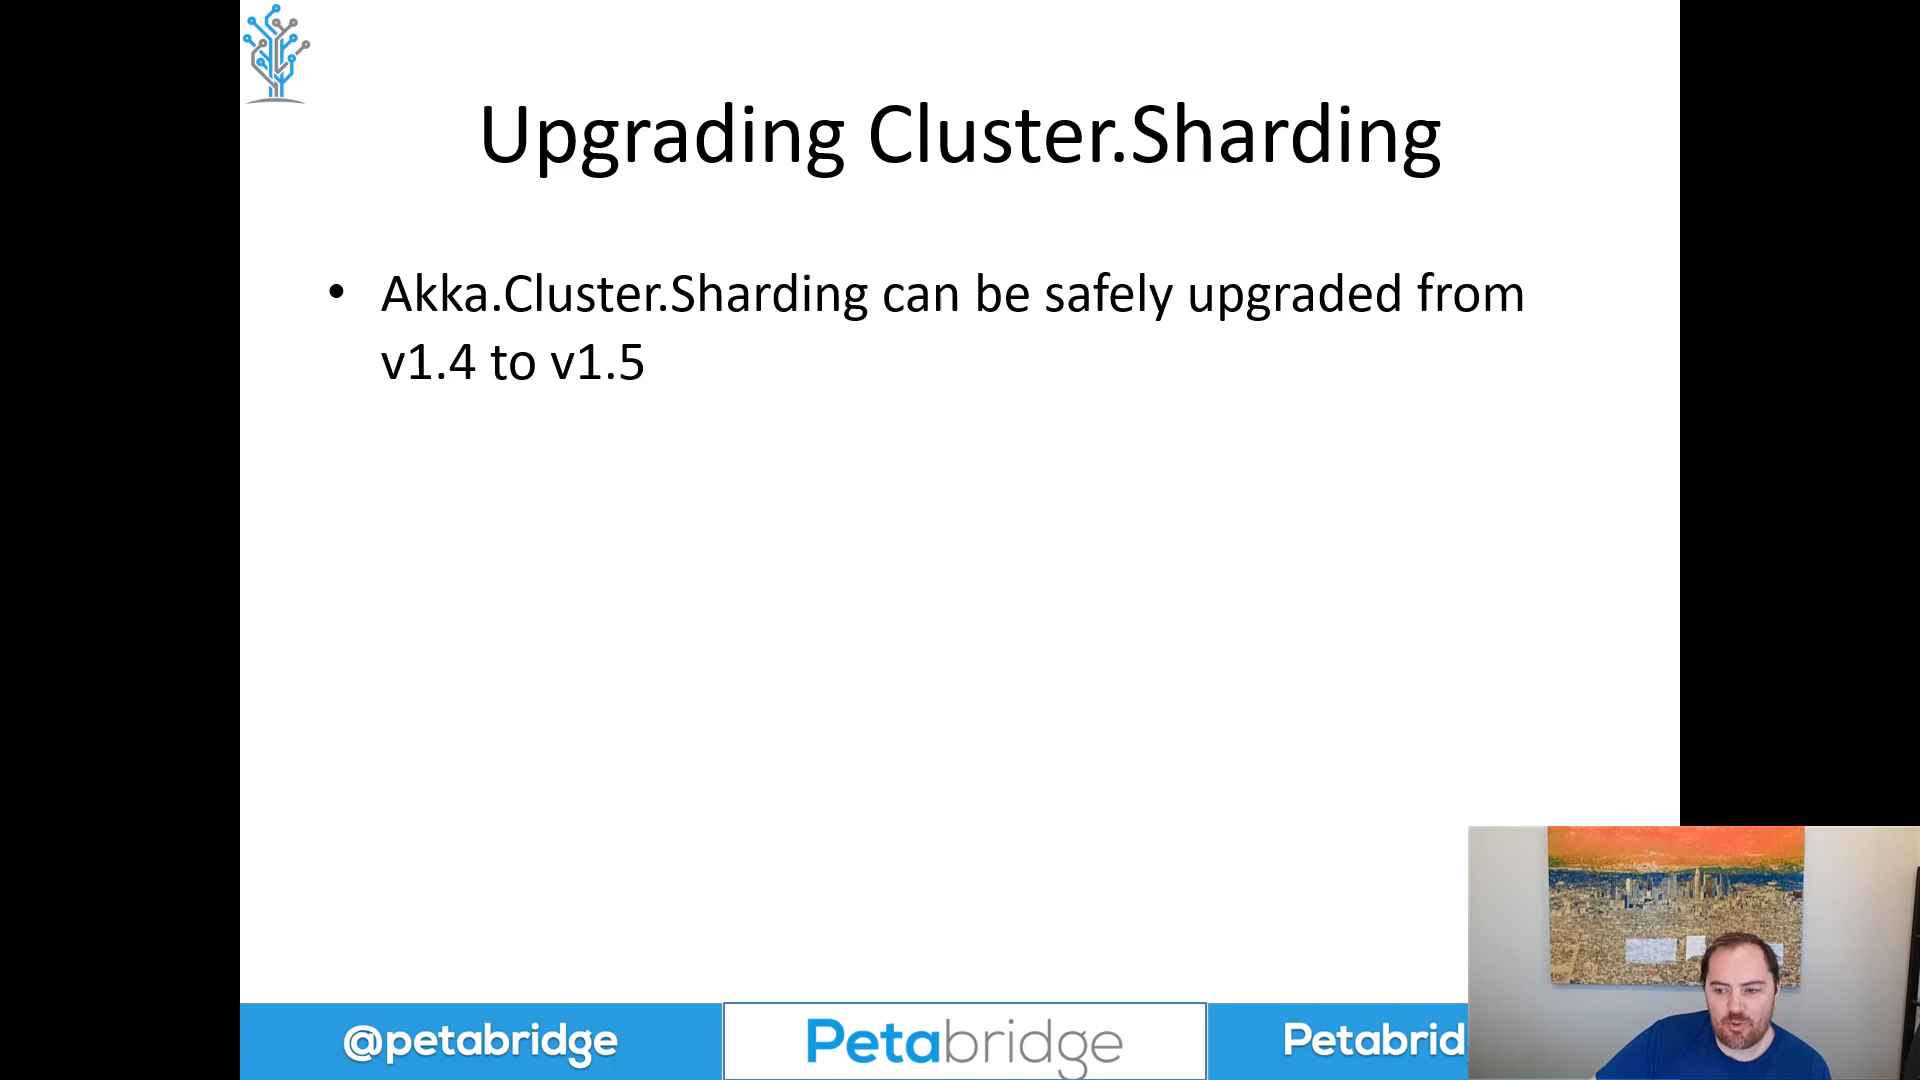 Upgrading Cluster.Sharding
• Akka.Cluster.Sharding can be safely upgraded from
v1.4 to v1.5
@petabridge
Petabridge
Petabrid